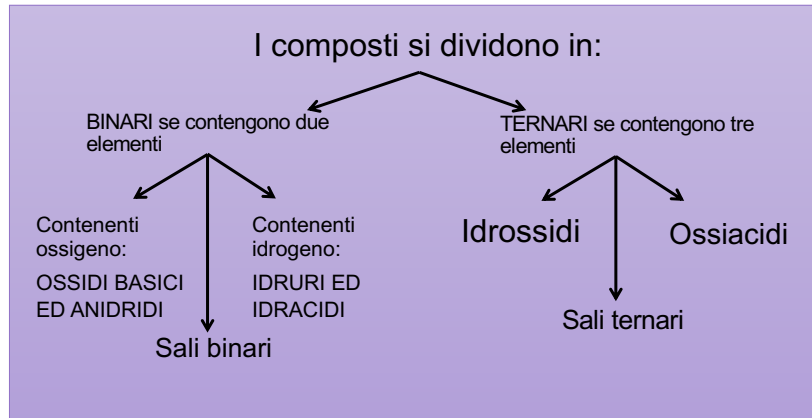 I composti si dividono in:
BINARI se contengono due
elementi
TERNARI se contengono tre
elementi
Contenenti
ossigeno:
OSSIDI BASICI
ED ANIDRIDI
Contenenti
idrogeno:
IDRURI ED
IDRACIDI
Sali binari
Idrossidi
Ossiacidi
Sali ternari